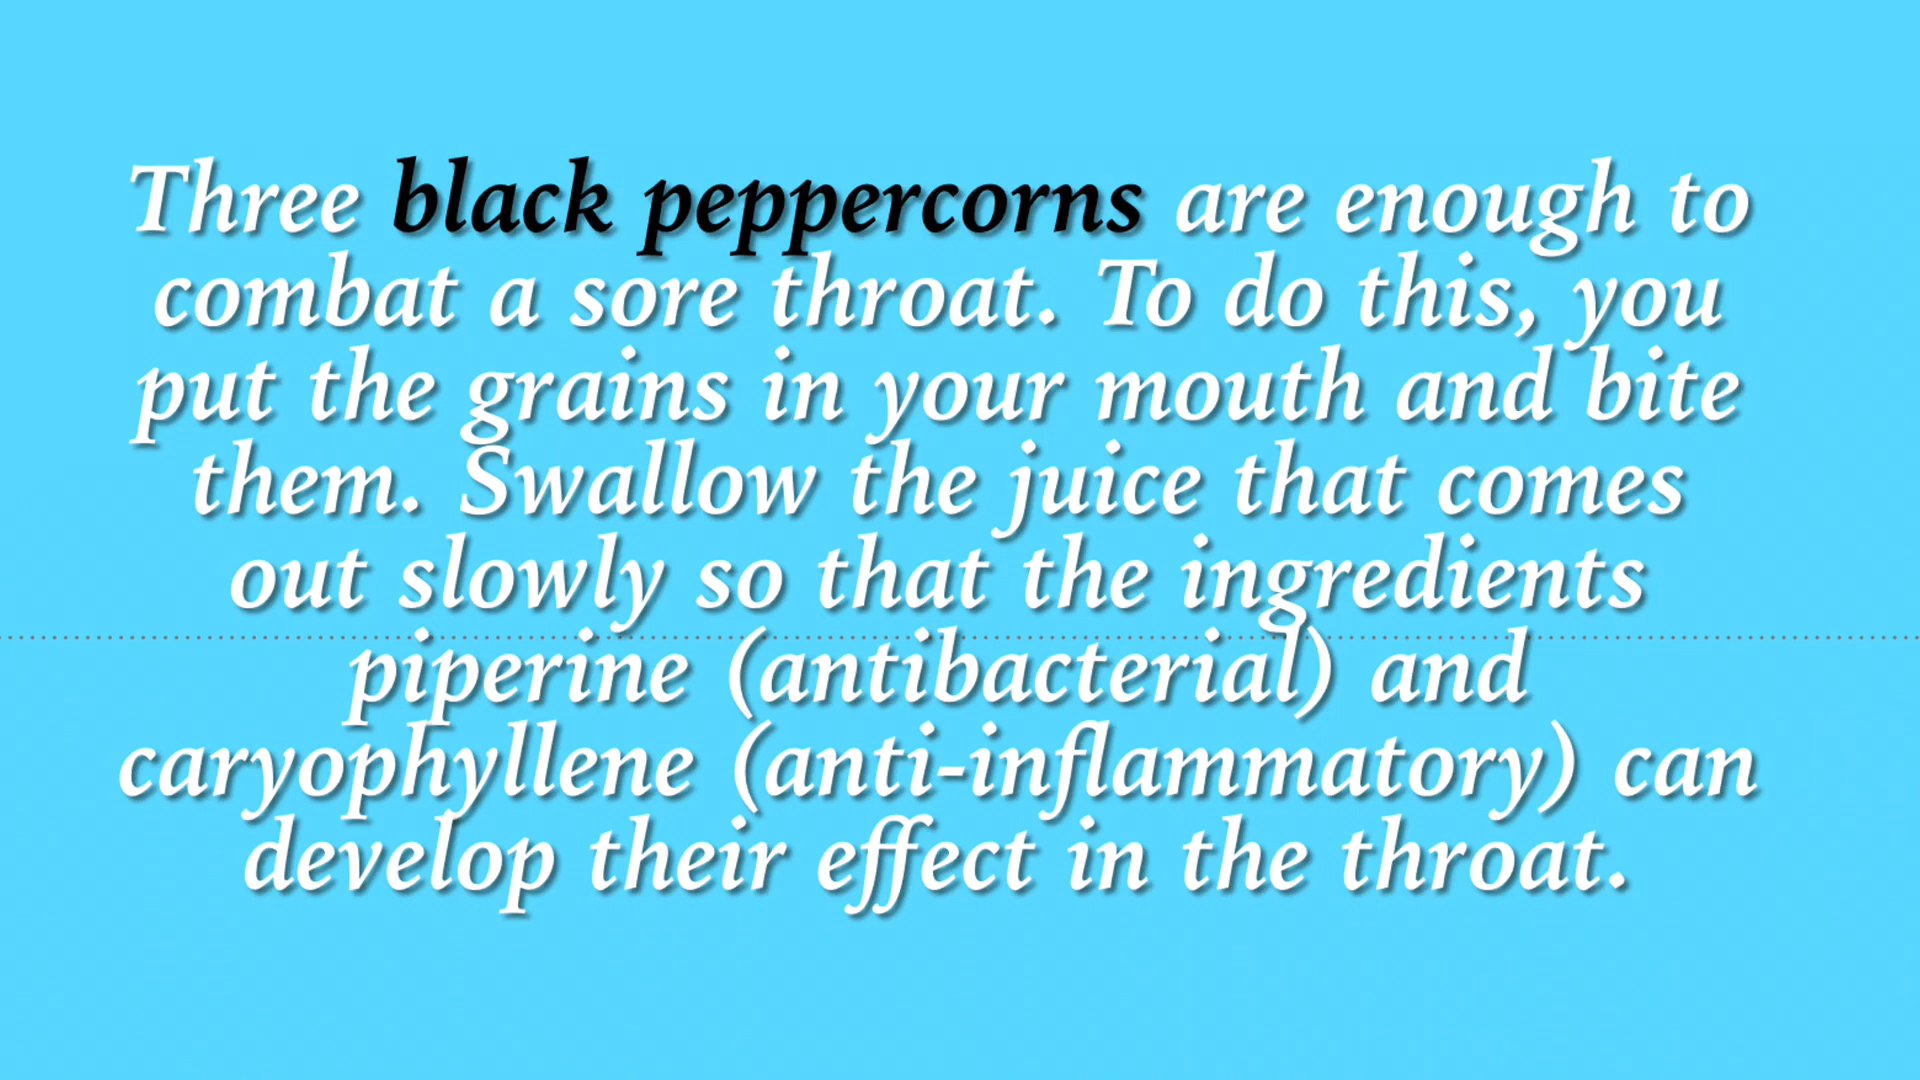 Three black peppercorns are enough to
combat a sore throat. To do this, you
put the grains in your mouth and bite
them. Swallow the juice that comes
out slowly so that the ingredients
piperine (antibacterial) and
caryophyllene (anti-inflammatory) can
develop their effect in the throat.